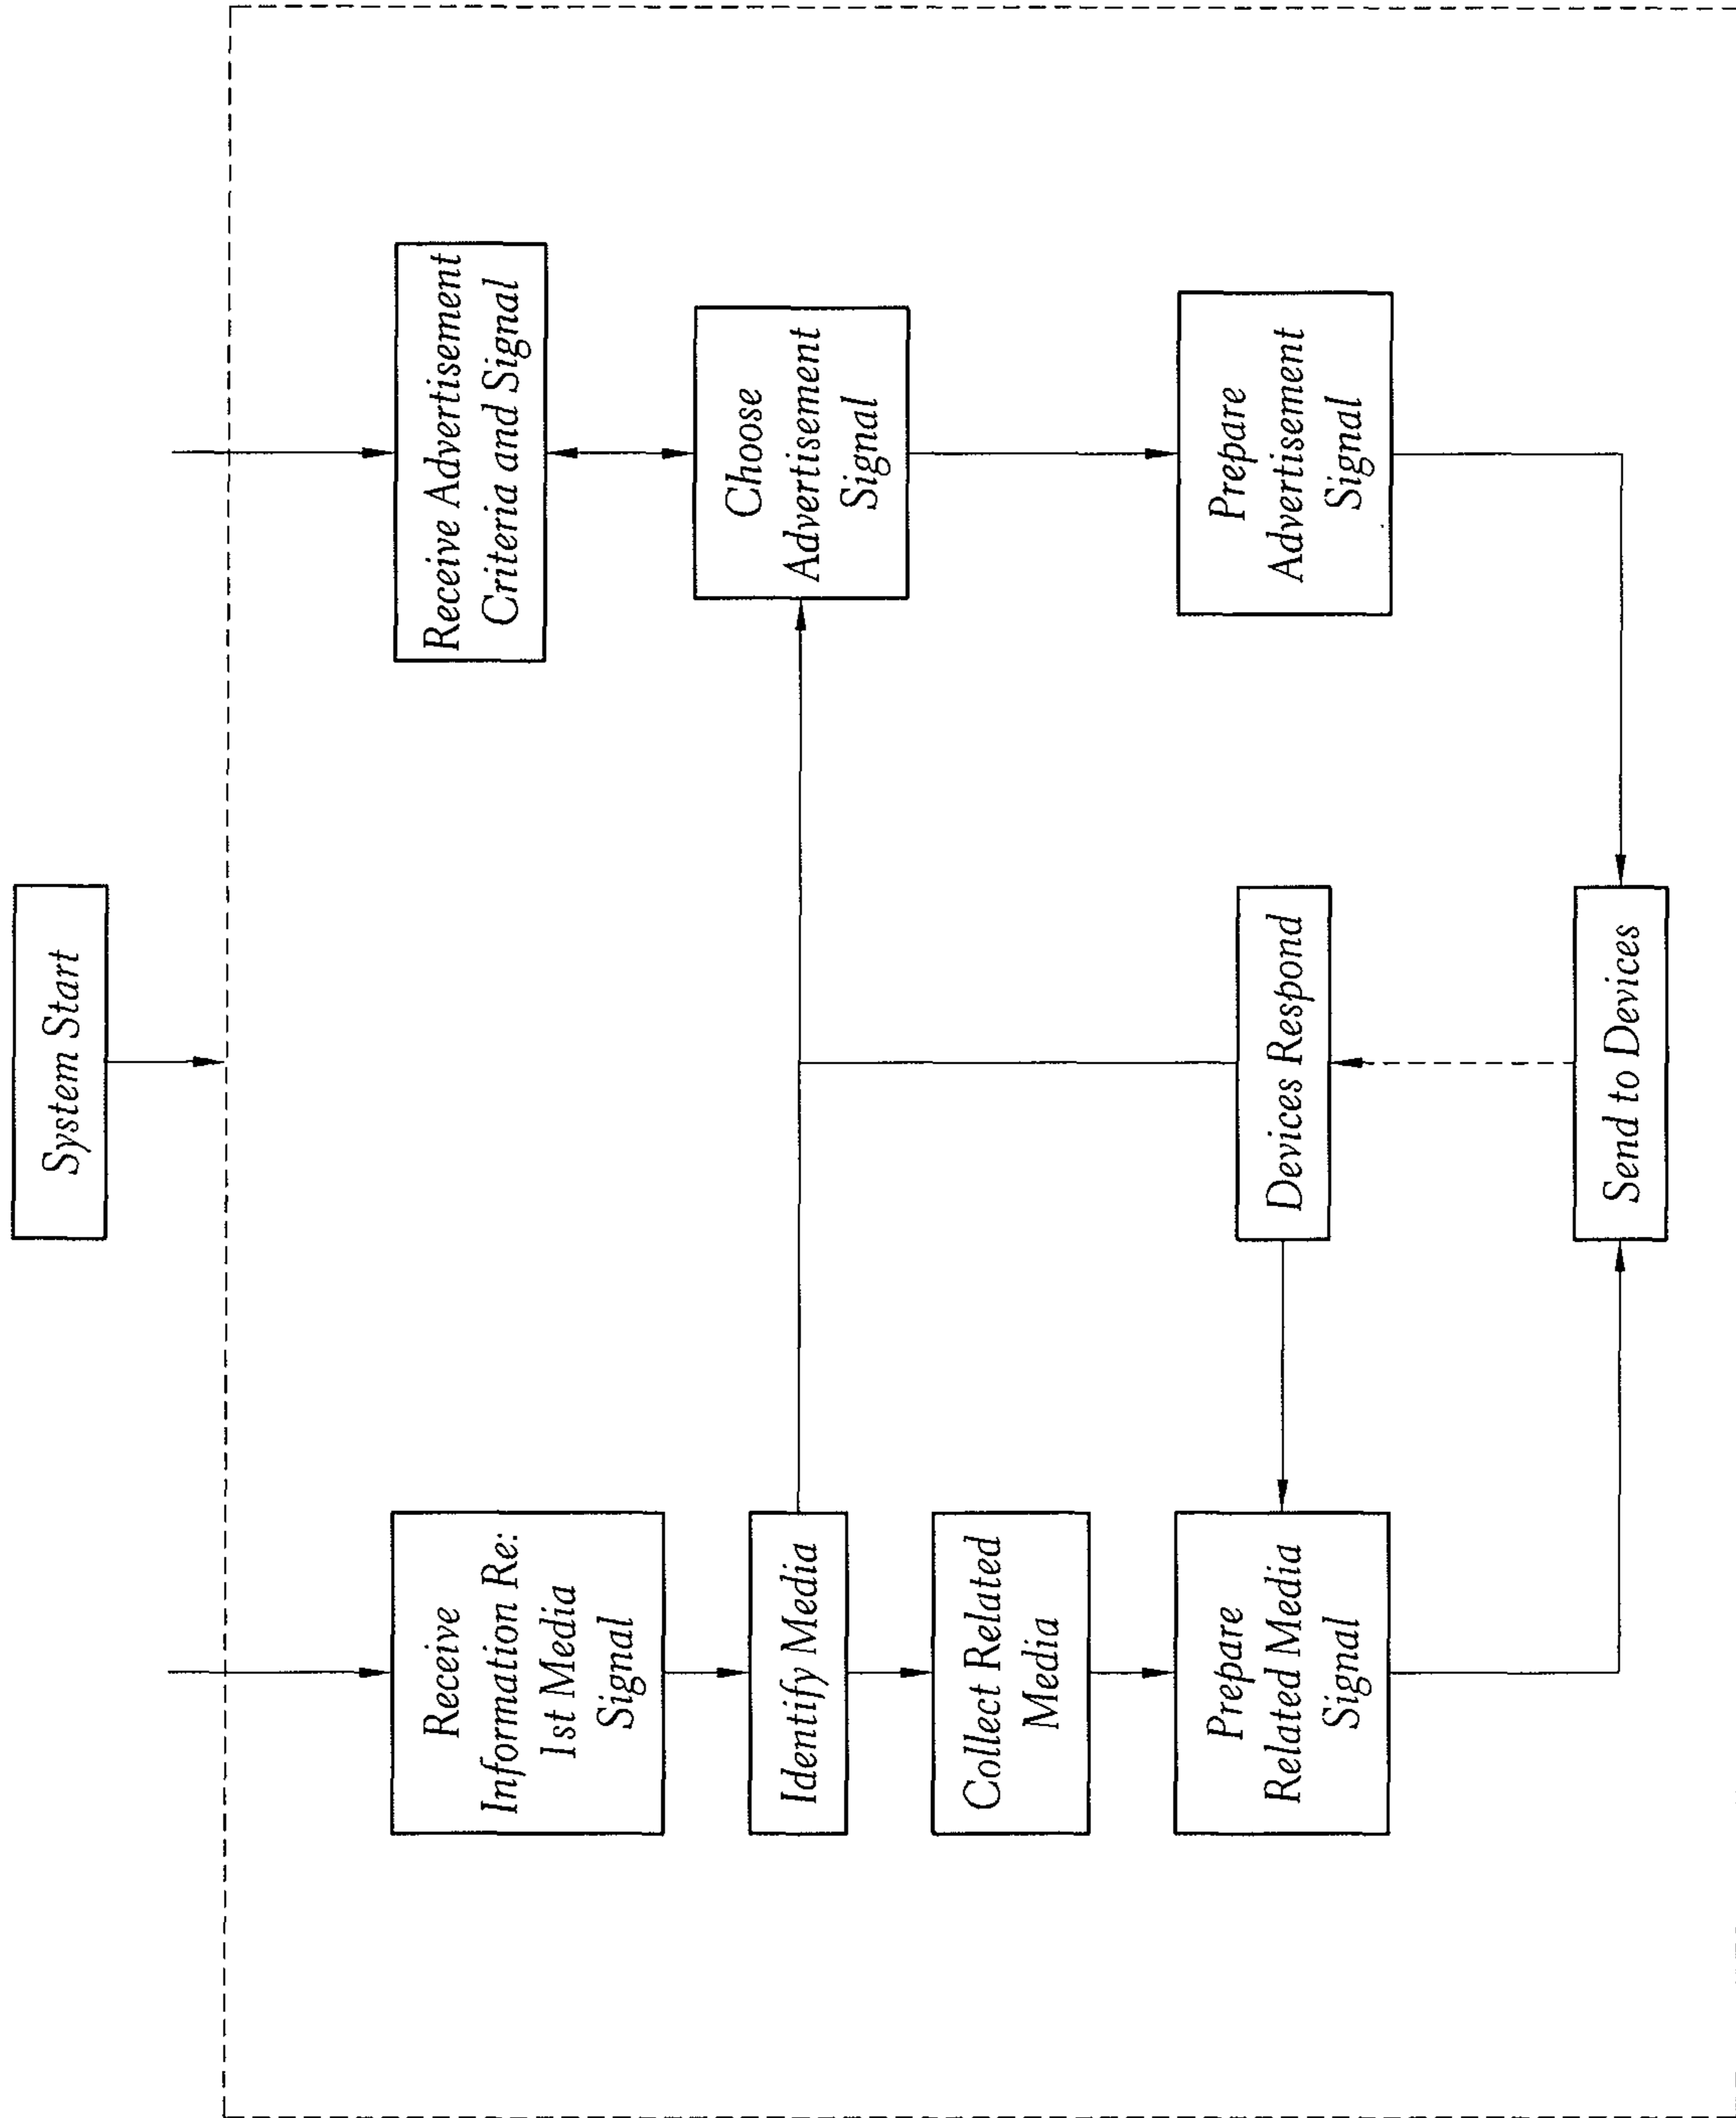 System Start
Receive
Information Re:
1st Media
Signal
Identify Media
Collect Related
Media
Prepare
Related Media
Signal
Devices Respond
Send to Devices
Receive Advertisement
Criteria and Signal
Choose
Advertisement
Signal
Prepare
Advertisement
Signal